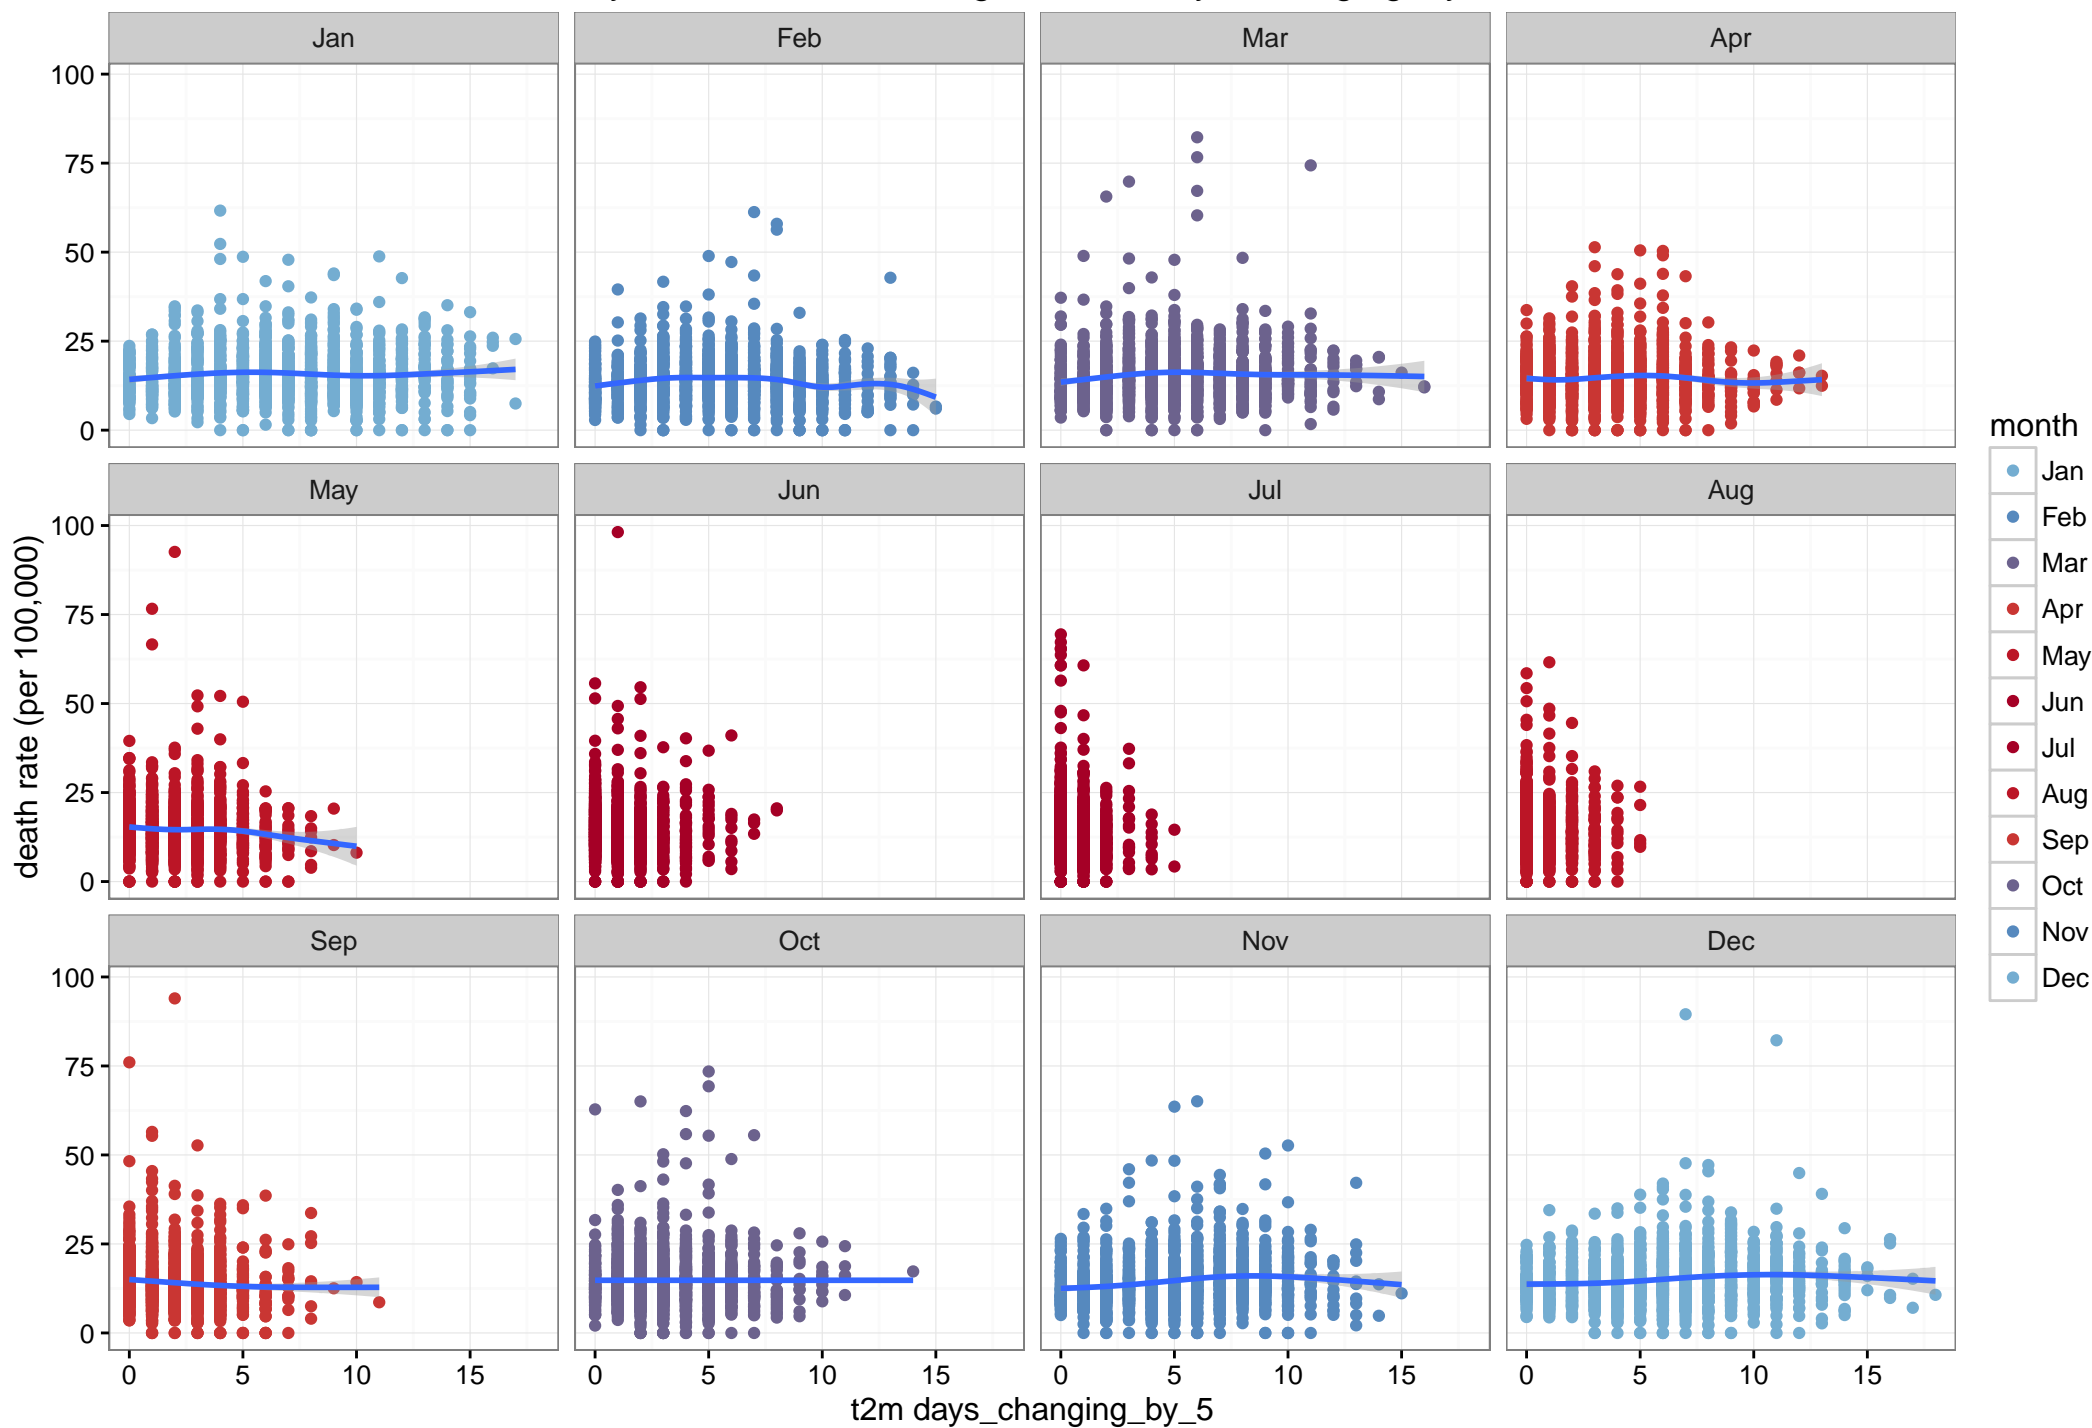 Jan Feb Mar Apr
100
75
50
25
0
May Jun Jul Aug
100
75
50
25
0
Sep Oct Nov Dec
100
75
50
25
0
0 5 10 15 0 5 10 15 0 5 10 15 0 5 10 15
t2m days_changing_by_5
death rate (per 100,000)
month
Jan
Feb
Mar
Apr
May
Jun
Jul
Aug
Sep
Oct
Nov
Dec